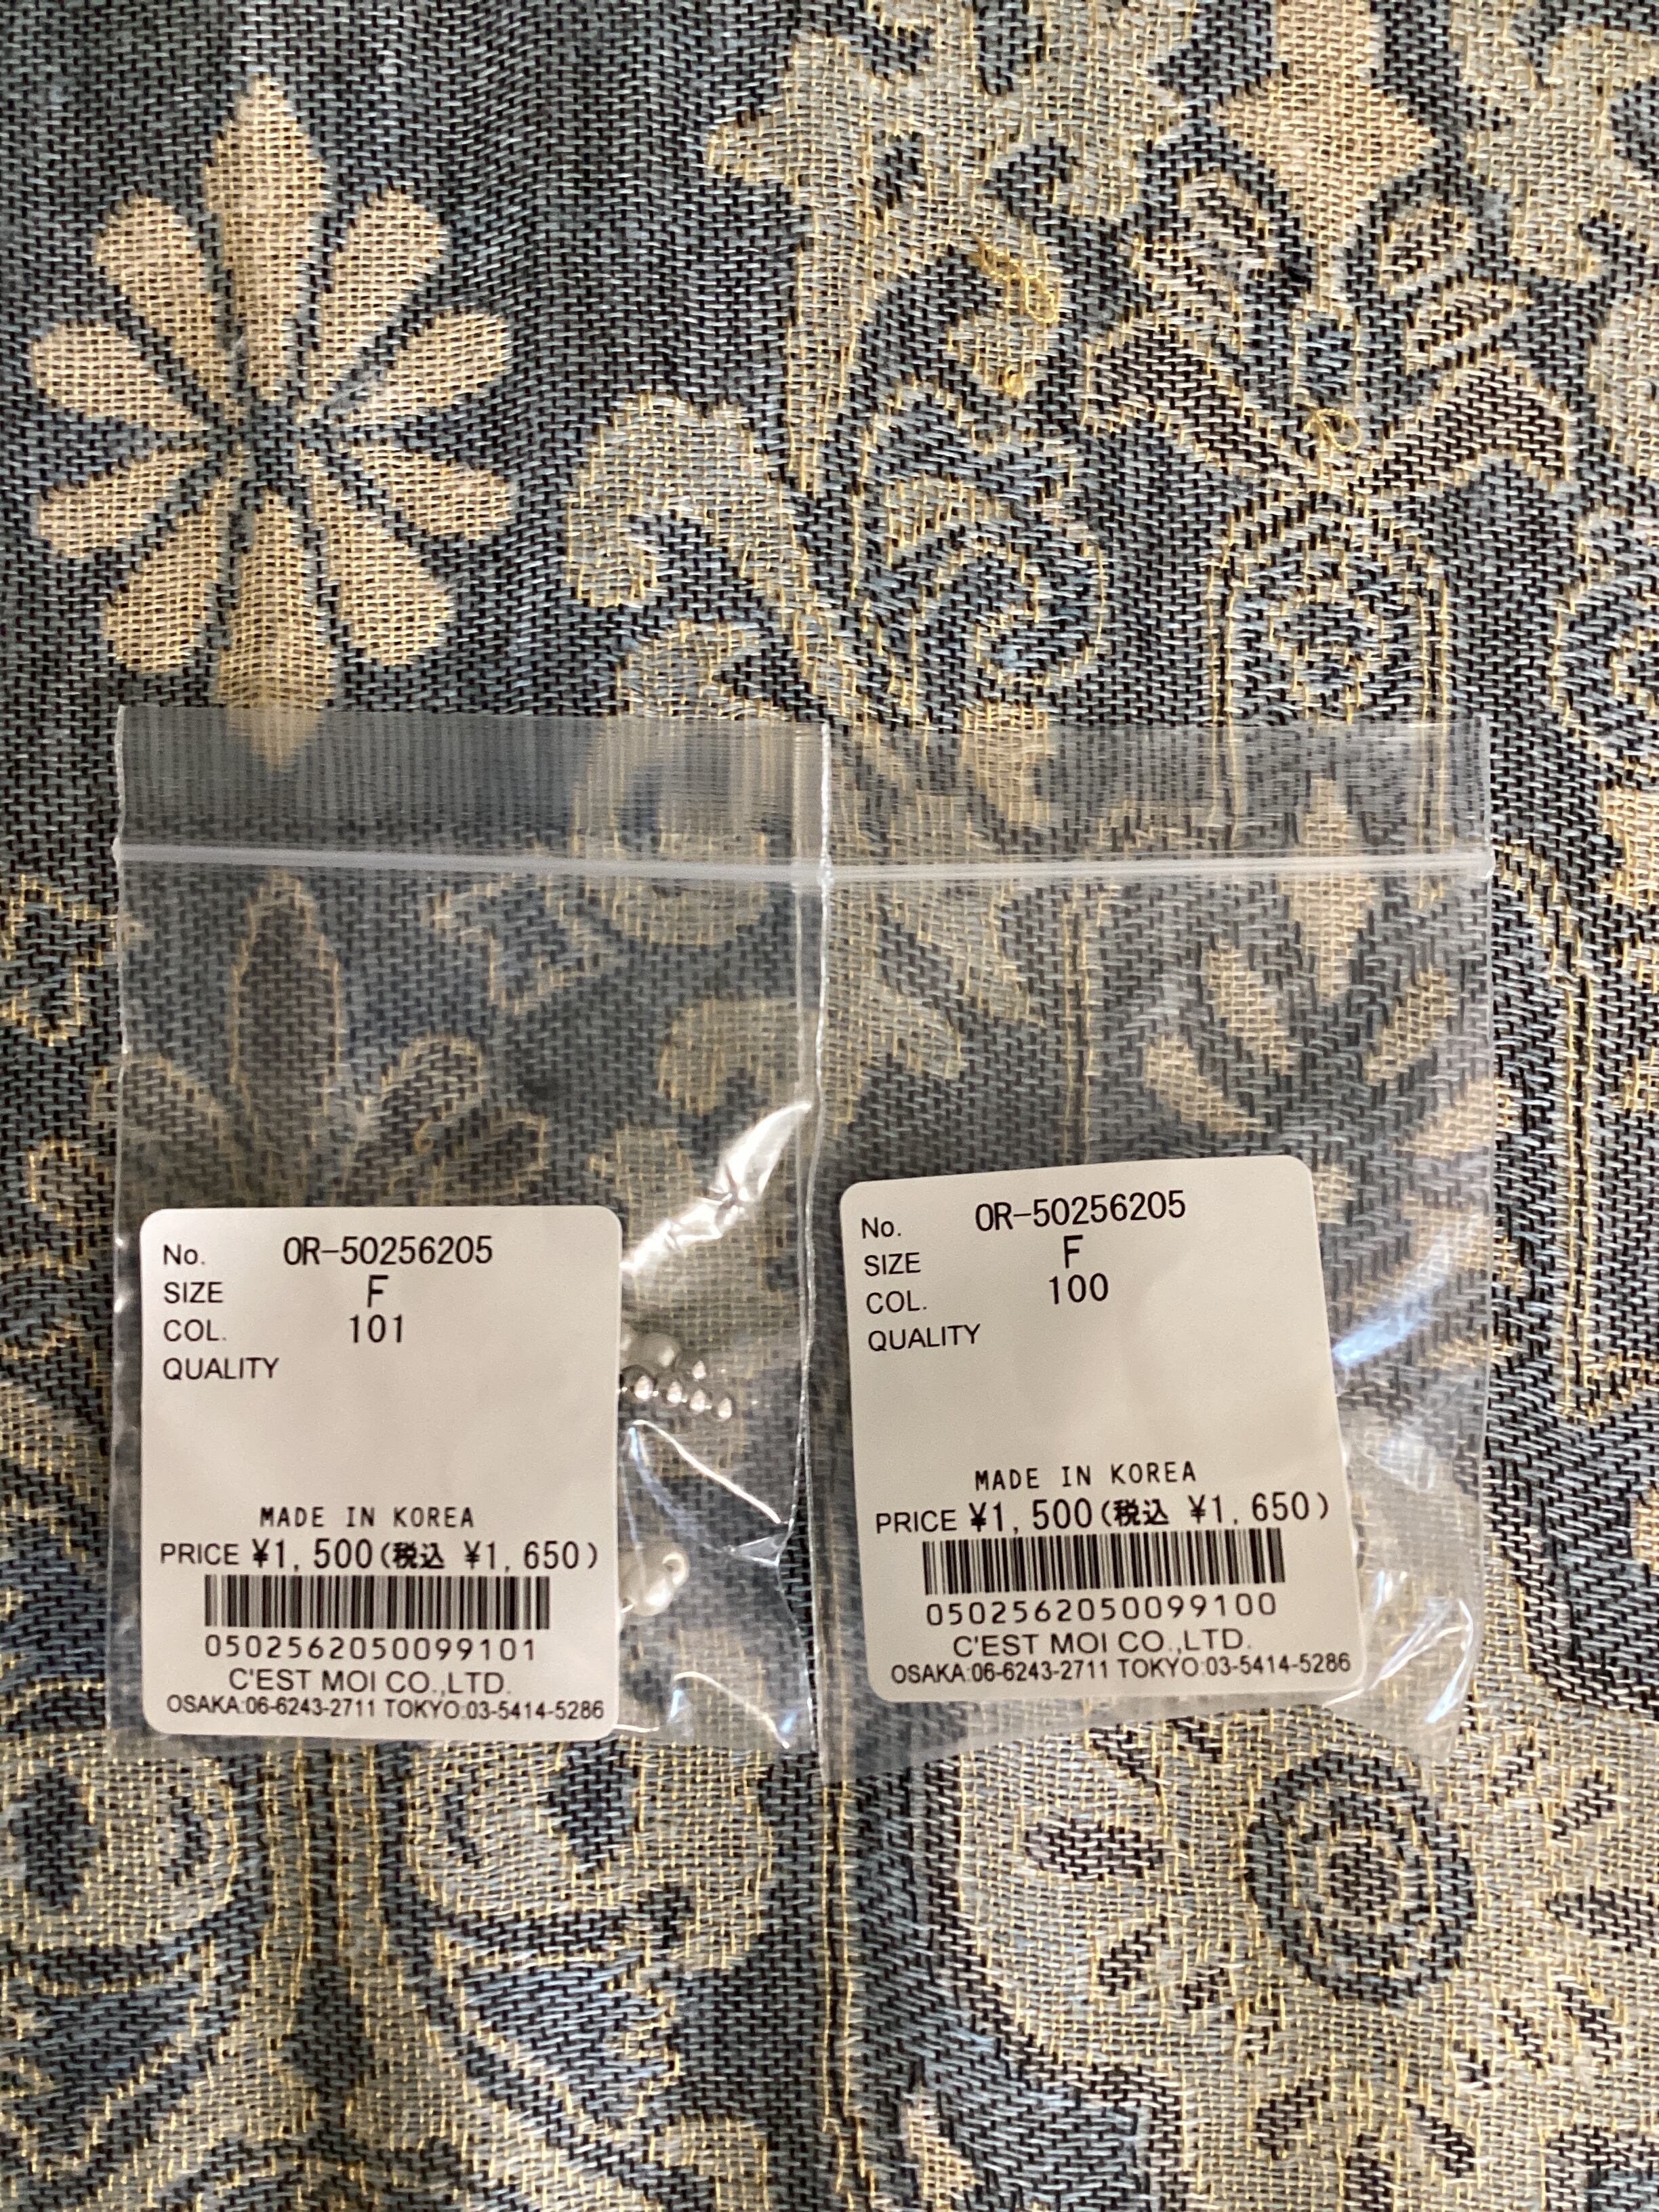 No. OR-50256205
SIZE F
COL. 101
QUALITY
MADE IN KOREA
PRICE ¥1,500(税込 ¥1,650)
0502562050099101
C'EST MOI CO.,LTD.
OSAKA:06-6243-2711 TOKYO:03-5414-5286
No. OR-50256205
SIZE F
COL. 100
QUALITY
MADE IN KOREA
PRICE ¥1,500(税込 ¥1,650)
0502562050099100
C'EST MOI CO.,LTD.
OSAKA:06-6243-2711 TOKYO:03-5414-5286